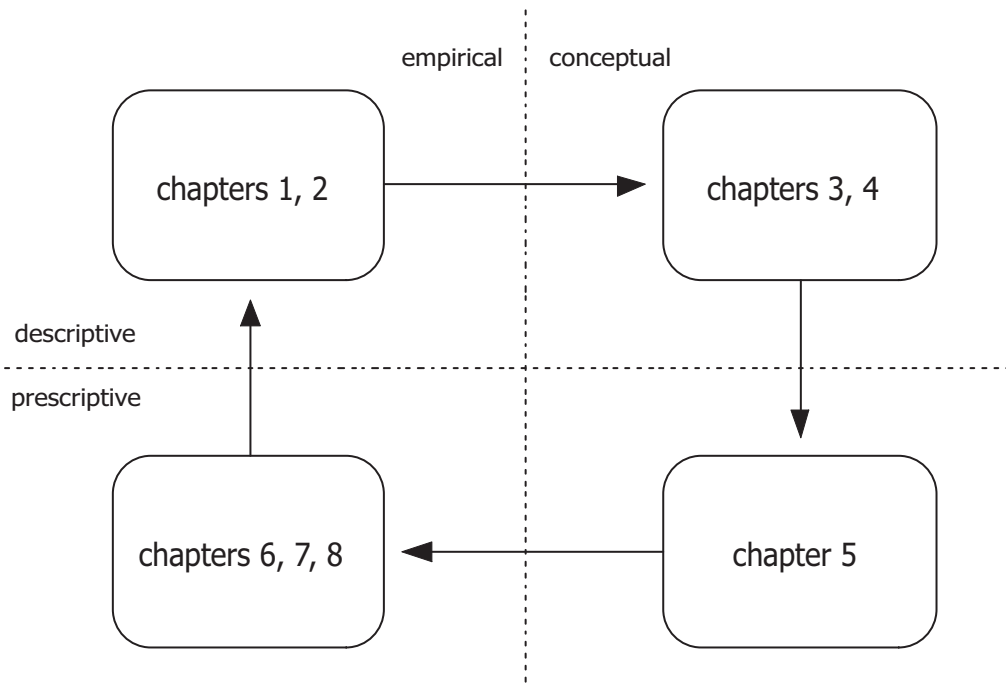 empirical
conceptual
chapters 1, 2
chapters 3, 4
descriptive
prescriptive
chapters 6, 7, 8
chapter 5